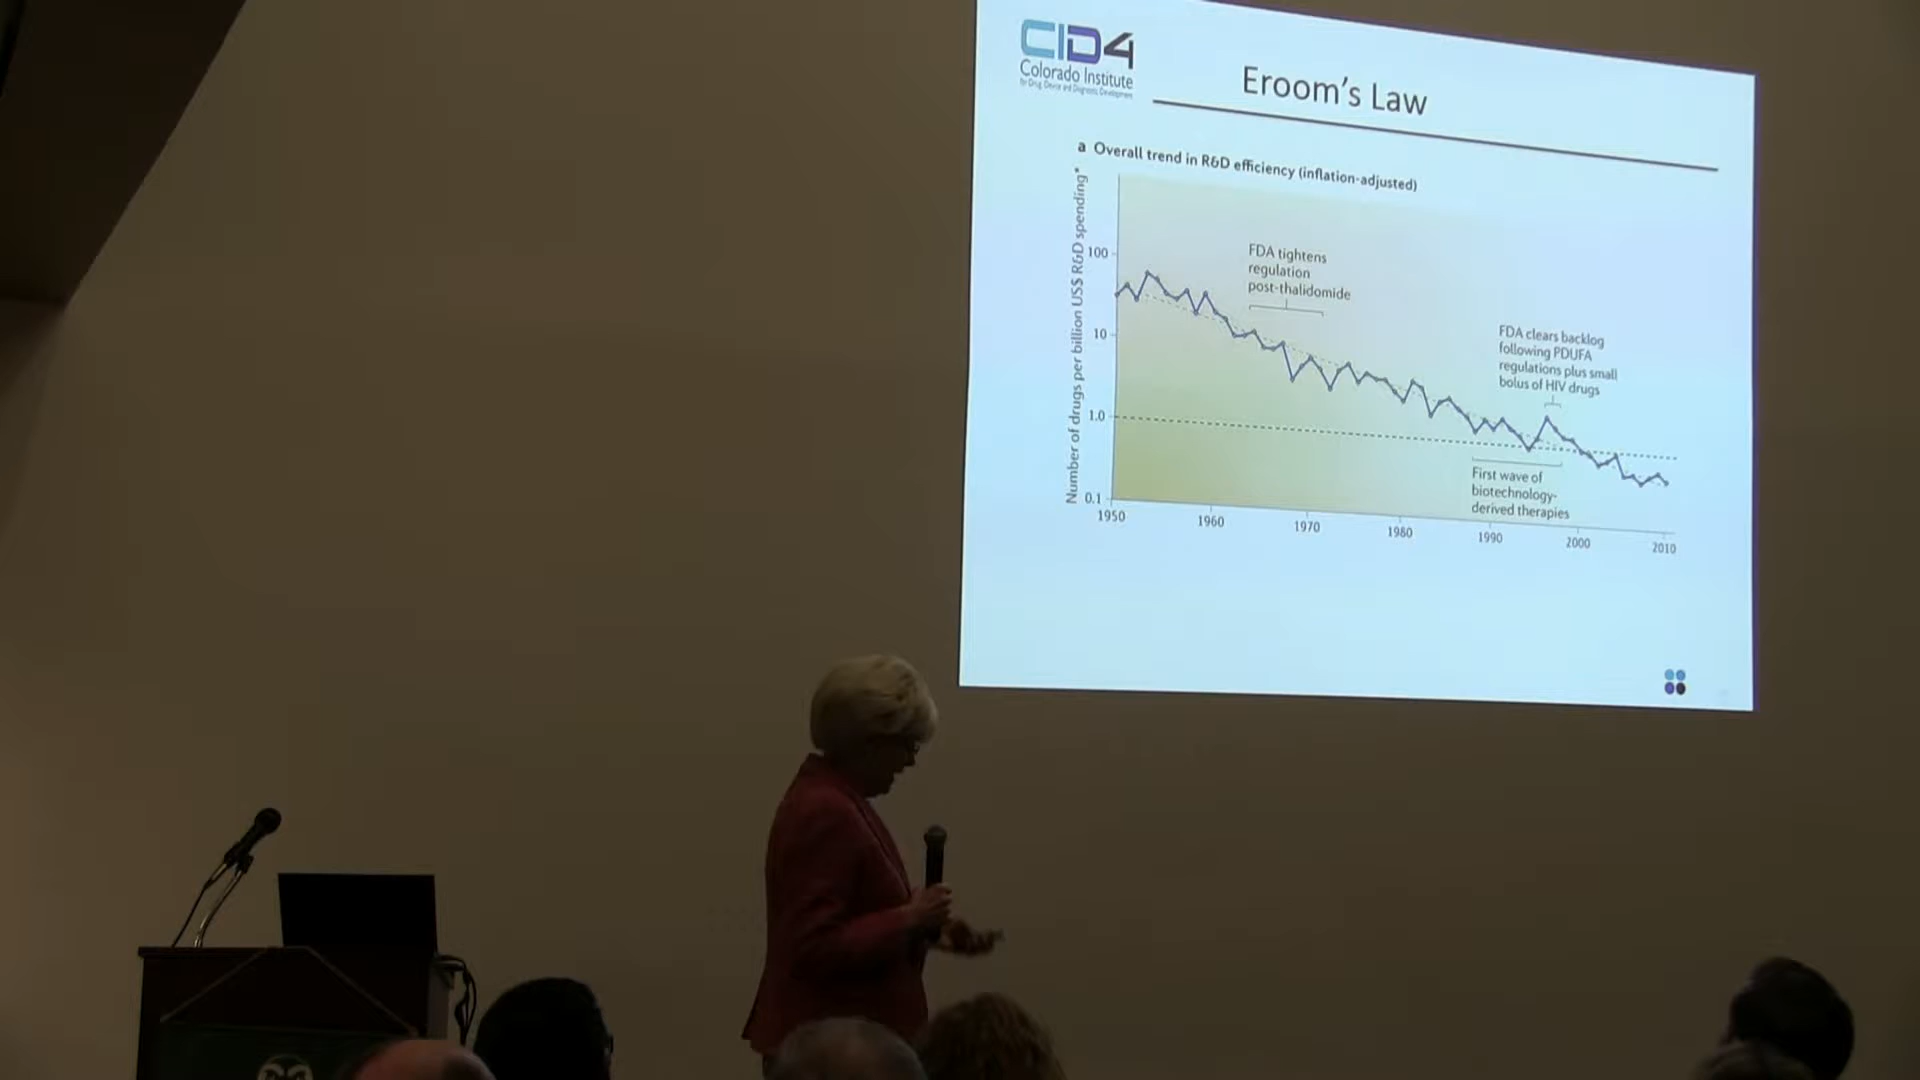 CID4
Colorado Institute
for Drug, Device and Diagnostic Development
Eroom's Law
a Overall trend in R&D efficiency (inflation-adjusted)
Number of drugs per billion US$ R&D spending*
100
10
1.0
0.1
FDA tightens
regulation
post-thalidomide
FDA clears backlog
following PDUFA
regulations plus small
bolus of HIV drugs
First wave of
biotechnology-
derived therapies
1950
1960
1970
1980
1990
2000
2010